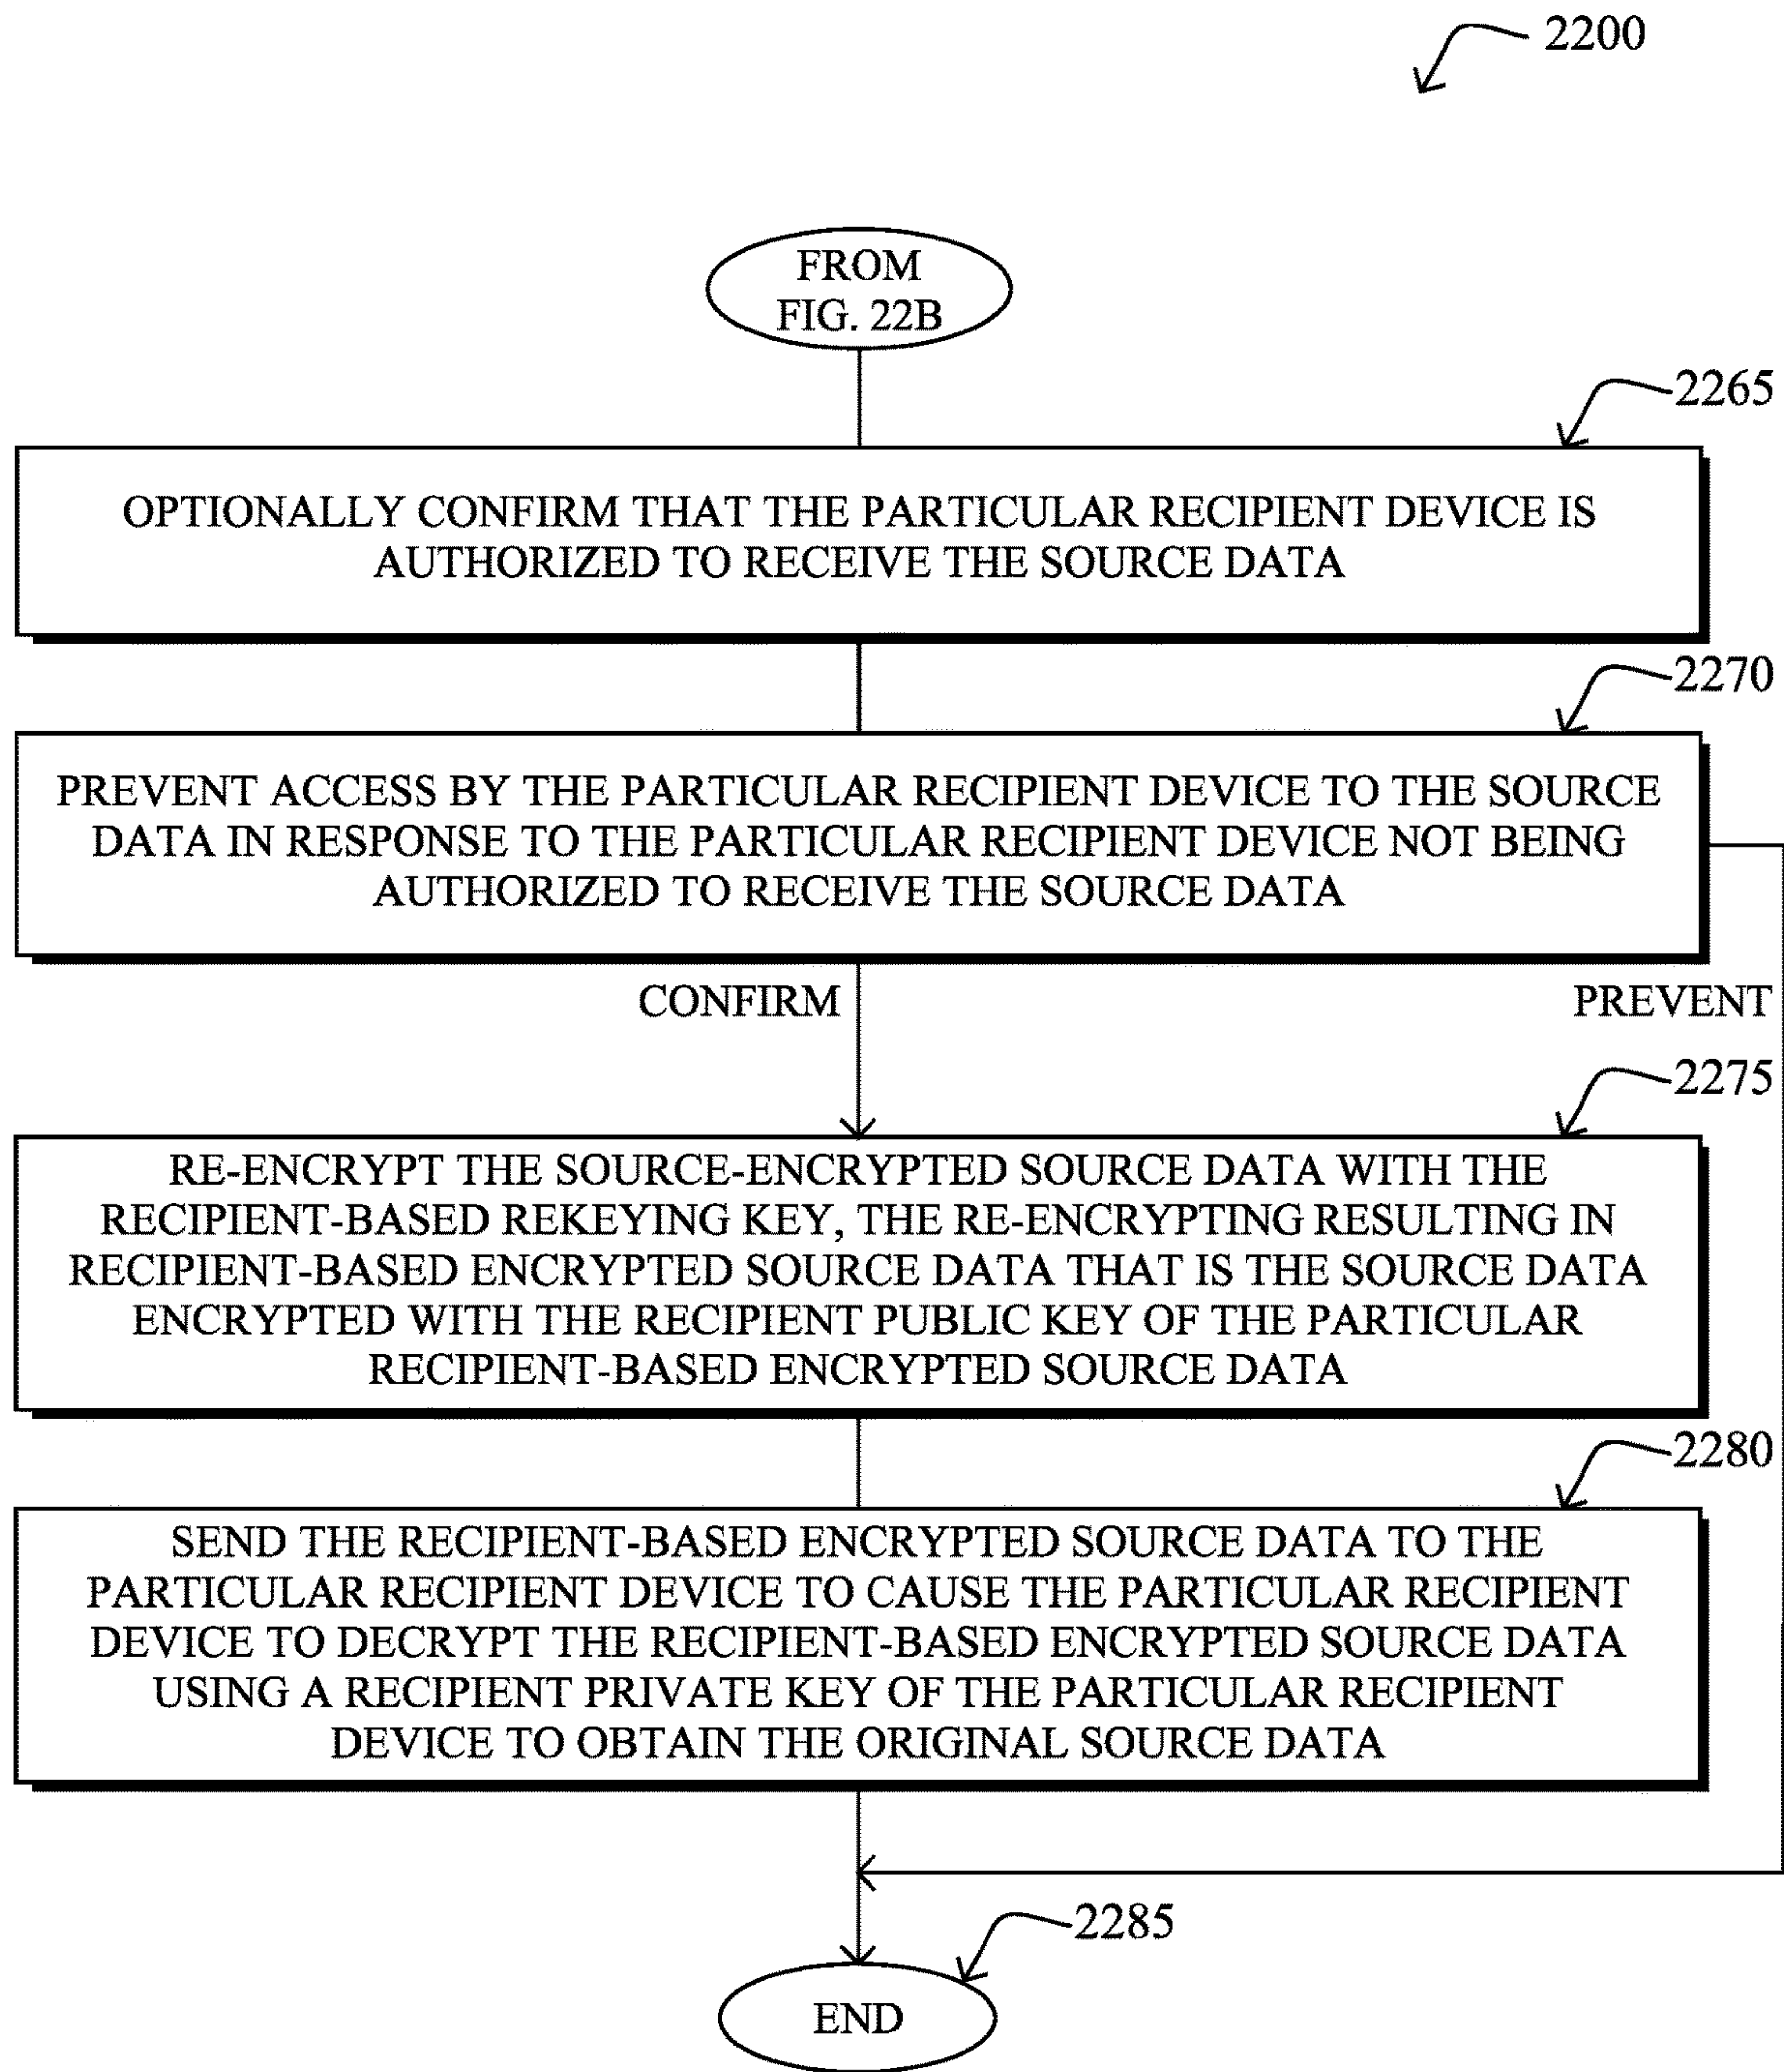 2200
FROM
FIG. 22B
2265
OPTIONALLY CONFIRM THAT THE PARTICULAR RECIPIENT DEVICE IS
AUTHORIZED TO RECEIVE THE SOURCE DATA
2270
PREVENT ACCESS BY THE PARTICULAR RECIPIENT DEVICE TO THE SOURCE
DATA IN RESPONSE TO THE PARTICULAR RECIPIENT DEVICE NOT BEING
AUTHORIZED TO RECEIVE THE SOURCE DATA
CONFIRM
PREVENT
2275
RE-ENCRYPT THE SOURCE-ENCRYPTED SOURCE DATA WITH THE
RECIPIENT-BASED REKEYING KEY, THE RE-ENCRYPTING RESULTING IN
RECIPIENT-BASED ENCRYPTED SOURCE DATA THAT IS THE SOURCE DATA
ENCRYPTED WITH THE RECIPIENT PUBLIC KEY OF THE PARTICULAR
RECIPIENT-BASED ENCRYPTED SOURCE DATA
2280
SEND THE RECIPIENT-BASED ENCRYPTED SOURCE DATA TO THE
PARTICULAR RECIPIENT DEVICE TO CAUSE THE PARTICULAR RECIPIENT
DEVICE TO DECRYPT THE RECIPIENT-BASED ENCRYPTED SOURCE DATA
USING A RECIPIENT PRIVATE KEY OF THE PARTICULAR RECIPIENT
DEVICE TO OBTAIN THE ORIGINAL SOURCE DATA
2285
END